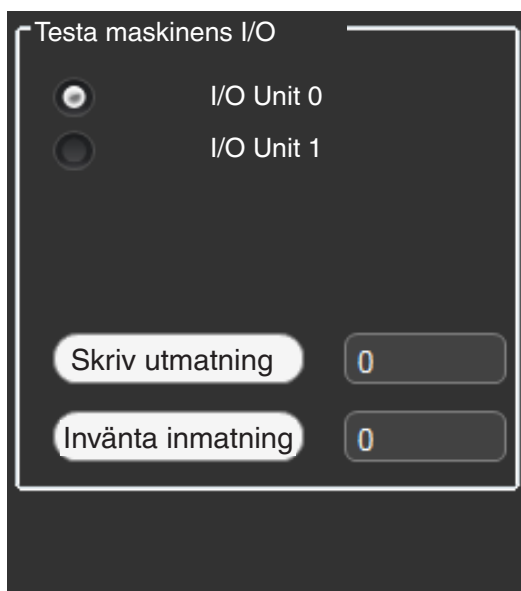 Testa maskinens I/O
I/O Unit 0
I/O Unit 1
Skriv utmatning 0
Invänta inmatning 0